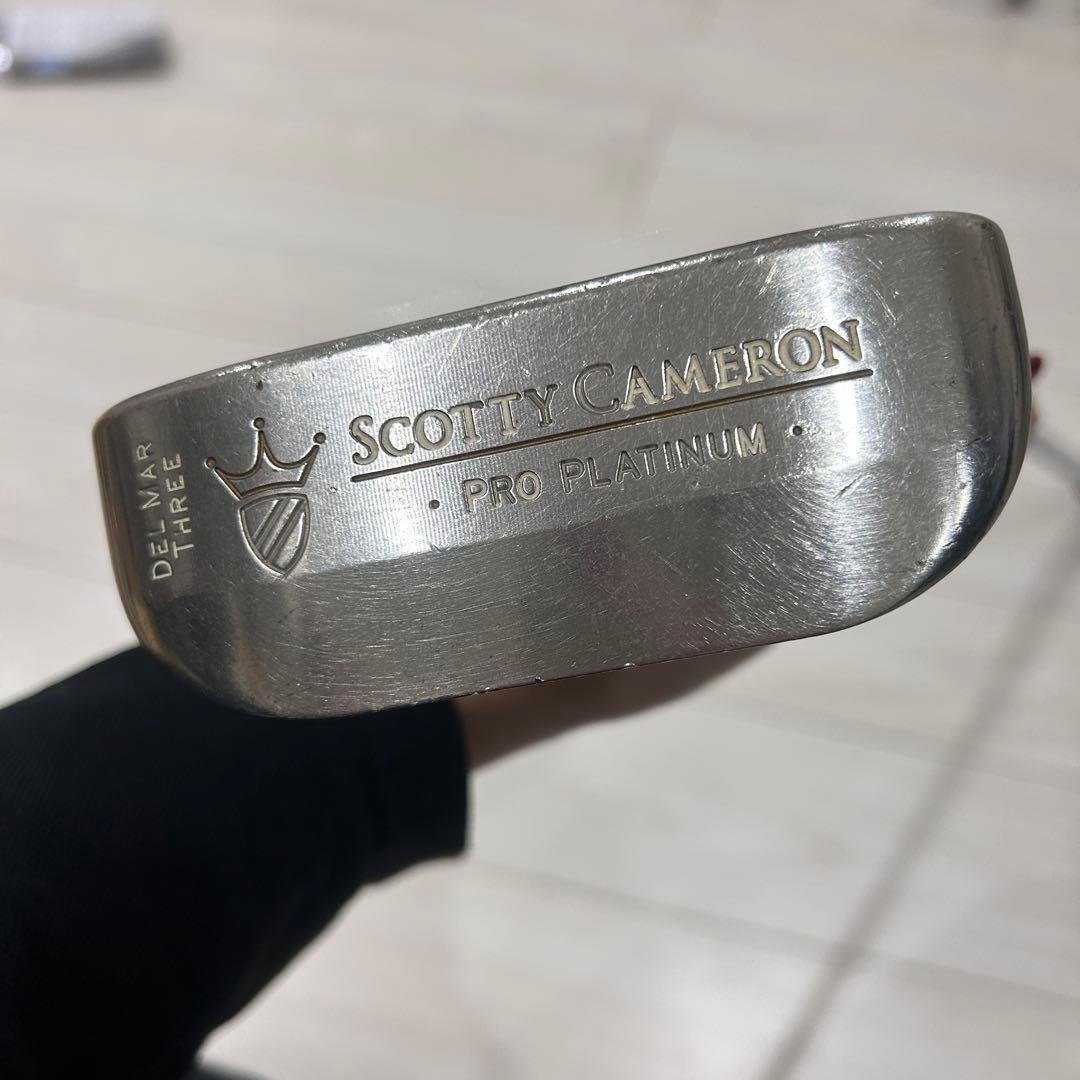 DEL MAR
THREE
SCOTTY CAMERON
· PRO PLATINUM ·